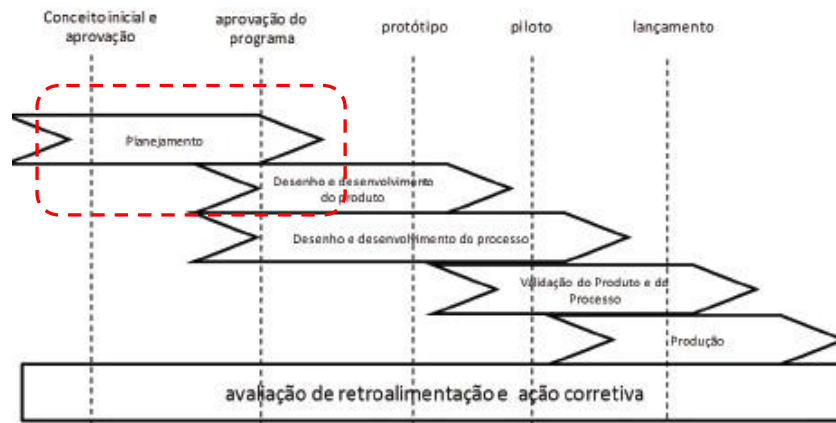 Conceito inicial e
aprovação
aprovação do
programa
protótipo
piloto
lançamento
Planejamento
Desenho e desenvolvimento
do produto
Desenho e desenvolvimento do processo
Validação do Produto e de
Processo
Produção
avaliação de retroalimentação e ação corretiva